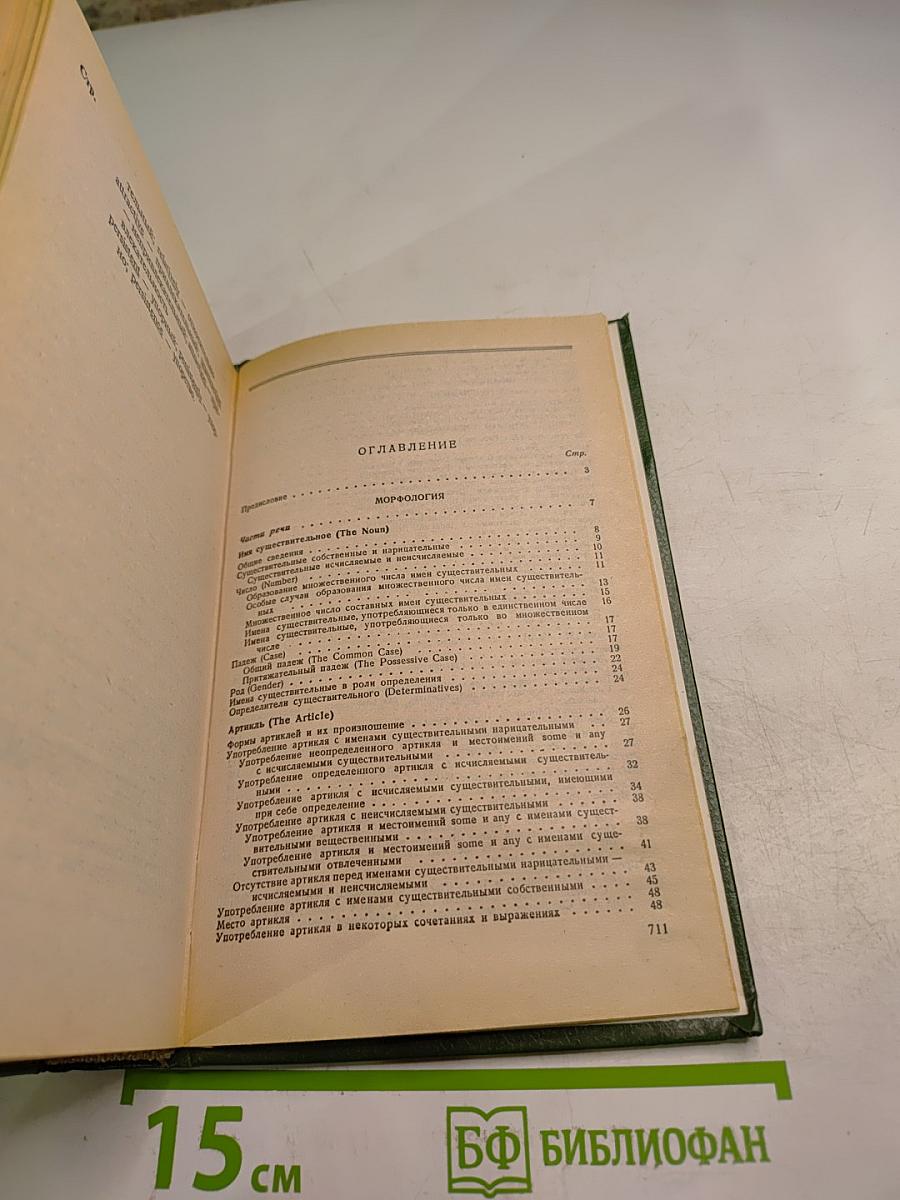 Стр.
ОГЛАВЛЕНИЕ
Стр.
Предисловие 3
МОРФОЛОГИЯ
Части речи 7
Имя существительное (The Noun)
Общие сведения 8
Существительные собственные и нарицательные 9
Существительные исчисляемые и неисчисляемые 10
Число (Number) 11
Образование множественного числа имен существительных 11
Особые случаи образования множественного числа имен существитель-
ных 13
Множественное число составных имен существительных 15
Имена существительные, употребляющиеся только в единственном числе 16
Имена существительные, употребляющиеся только во множественном
числе 17
Падеж (Case) 17
Общий падеж (The Common Case) 17
Притяжательный падеж (The Possessive Case) 19
Род (Gender) 22
Имена существительные в роли определения 24
Определители существительного (Determinatives) 24
Артикль (The Article)
Формы артиклей и их произношение 26
Употребление артикля с именами существительными нарицательными 27
Употребление неопределенного артикля и местоимений some и any
с исчисляемыми существительными 27
Употребление определенного артикля с исчисляемыми существитель-
ными 32
Употребление артикля с исчисляемыми существительными, имеющими
при себе определение 34
Употребление артикля с неисчисляемыми существительными 38
Употребление артикля и местоимений some и any с именами сущест-
вительными вещественными 38
Употребление артикля и местоимений some и any с именами суще-
ствительными отвлеченными 41
Отсутствие артикля перед именами существительными нарицательными —
исчисляемыми и неисчисляемыми 43
Употребление артикля с именами существительными собственными 45
Место артикля 48
Употребление артикля в некоторых сочетаниях и выражениях 48
711
15 см
БФ БИБЛИОФАН